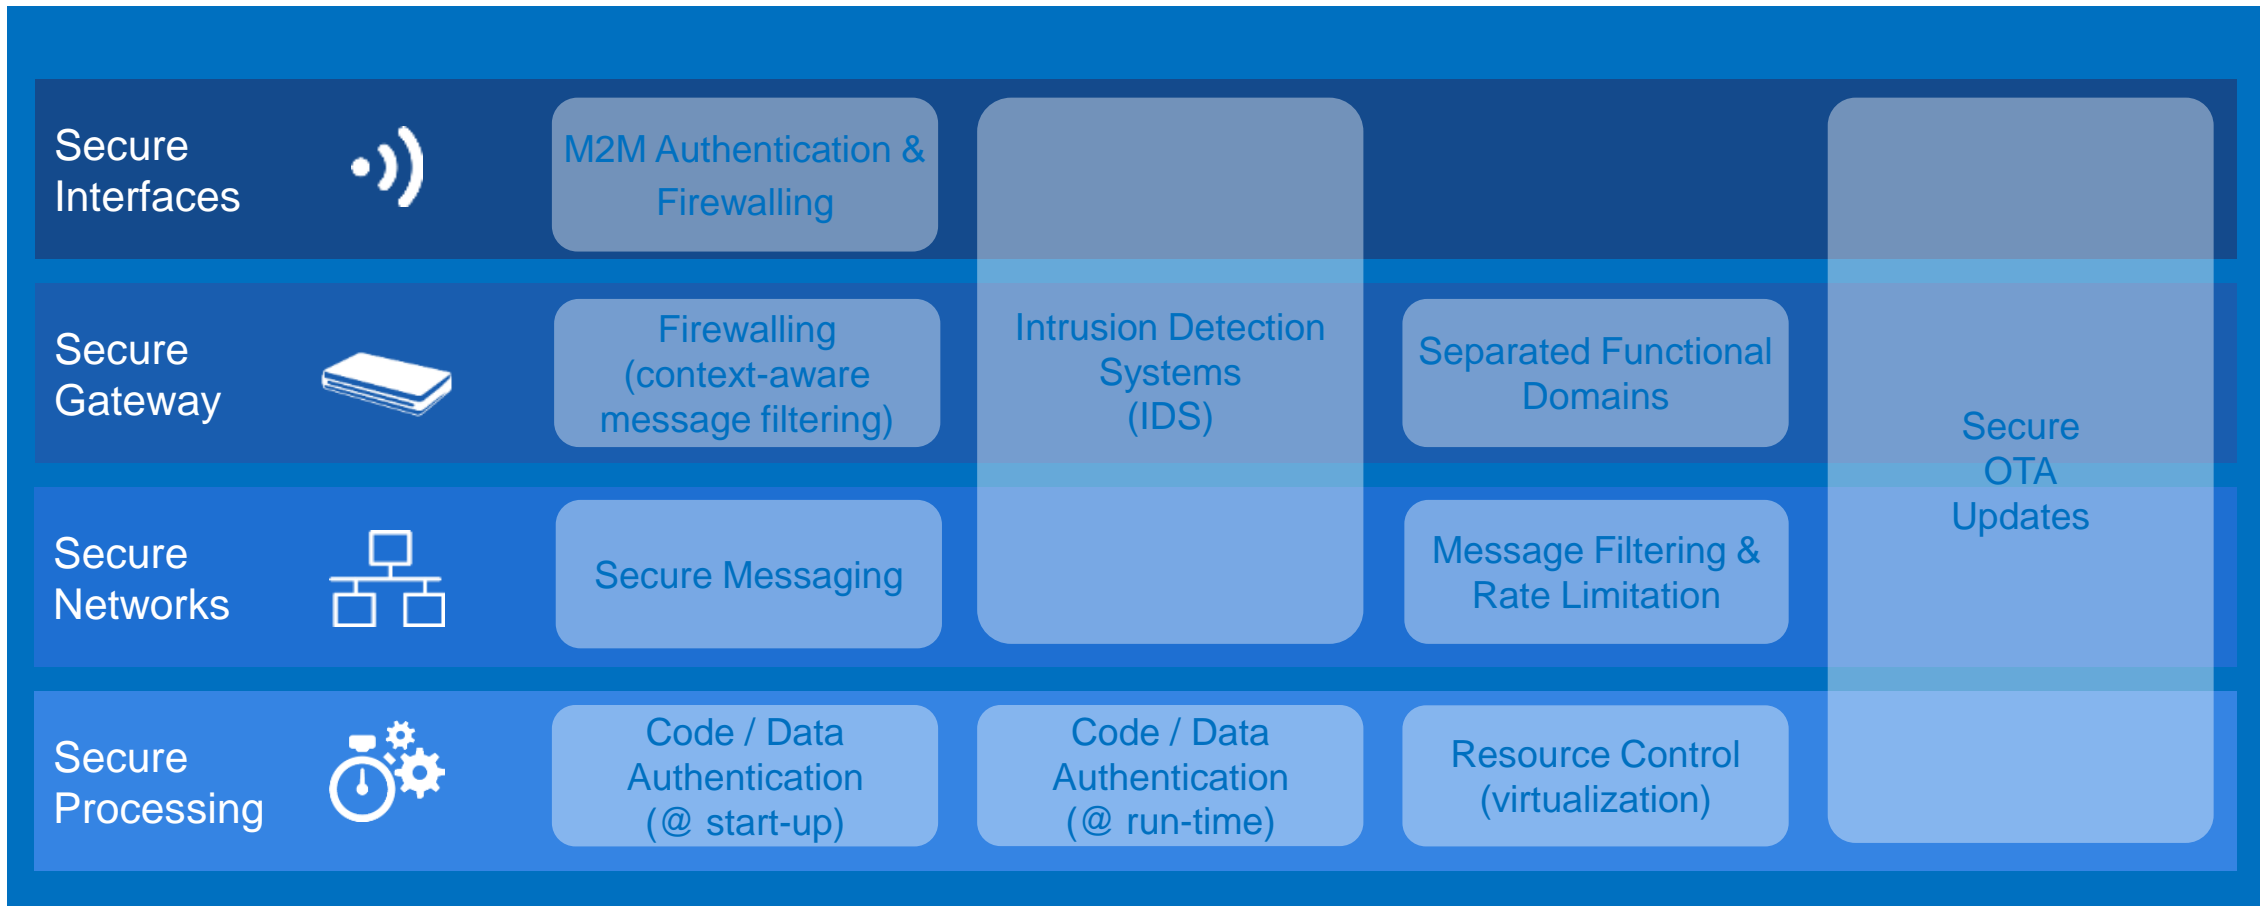 Secure
Interfaces
M2M Authentication &
Firewalling
Secure
Gateway
Firewalling
(context-aware
message filtering)
Intrusion Detection
Systems
(IDS)
Separated Functional
Domains
Secure
OTA
Updates
Secure
Networks
Secure Messaging
Message Filtering &
Rate Limitation
Secure
Processing
Code / Data
Authentication
(@ start-up)
Code / Data
Authentication
(@ run-time)
Resource Control
(virtualization)